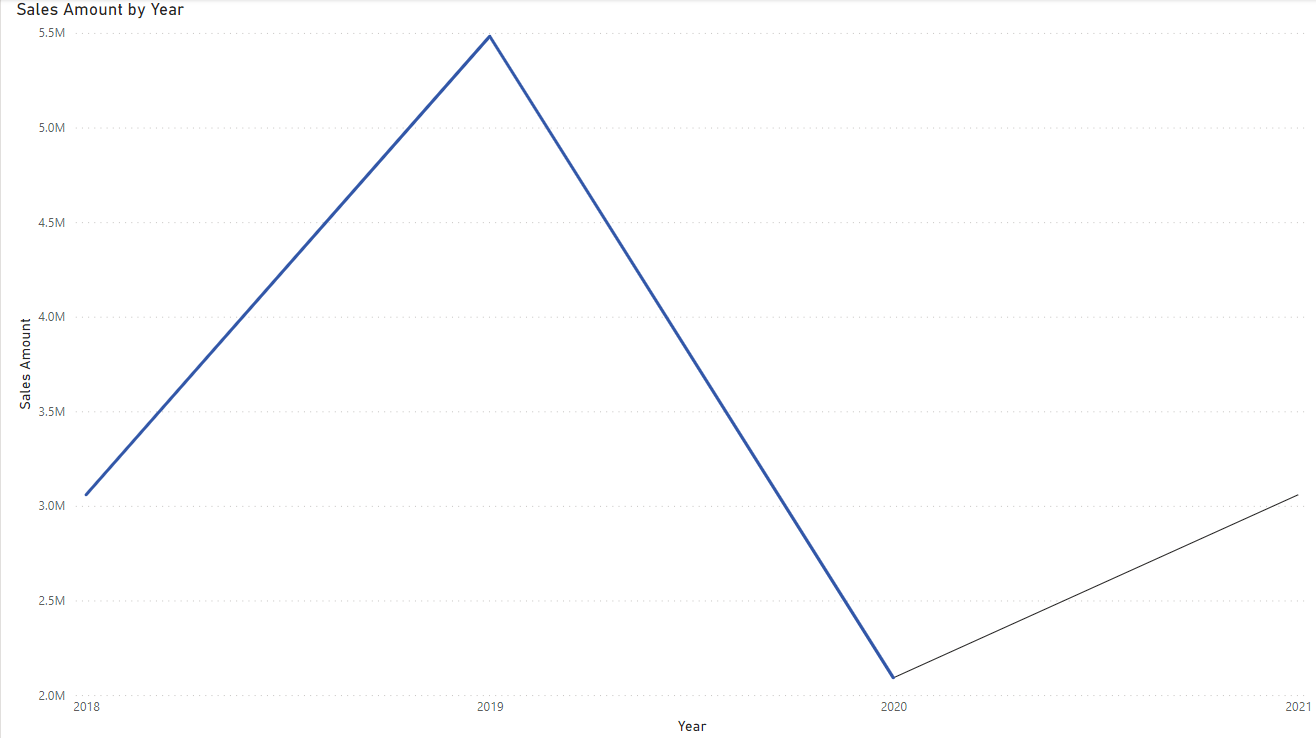 Sales Amount by Year
5.5M
5.0M
4.5M
4.0M
3.5M
3.0M
2.5M
2.0M
Sales Amount
2018 2019 2020 2021
Year